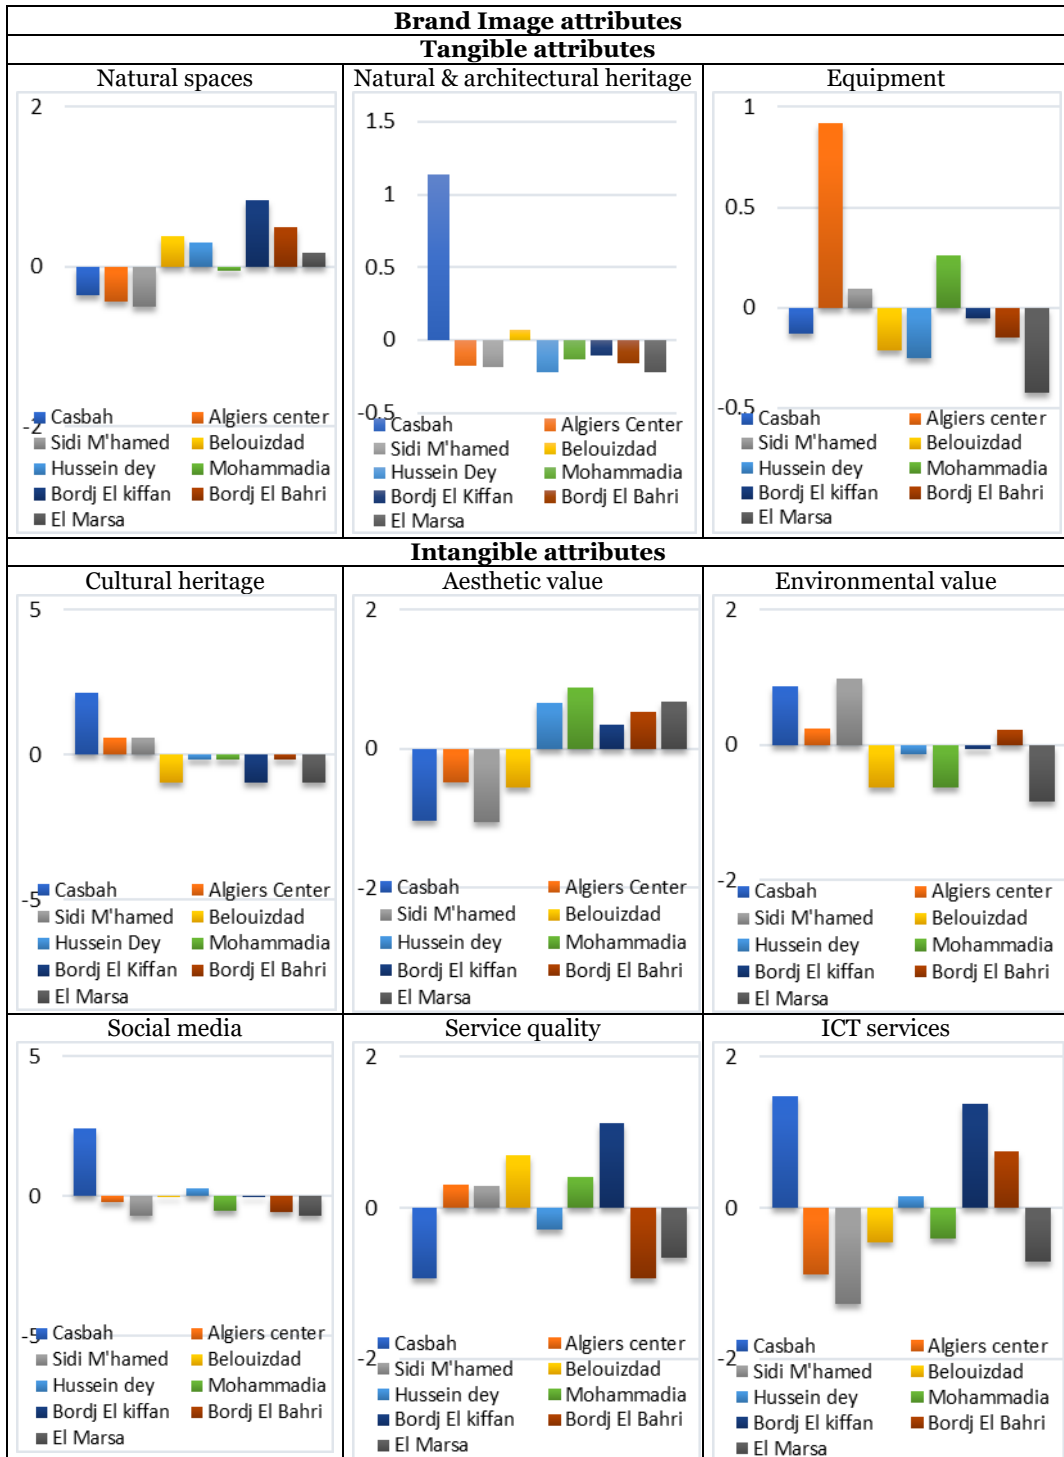 Brand Image attributes
Tangible attributes
Natural spaces
2
0
-2
Casbah Algiers center
Sidi M'hamed Belouizdad
Hussein dey Mohammadia
Bordj El kiffan Bordj El Bahri
El Marsa
Natural & architectural heritage
1.5
1
0.5
0
-0.5
Casbah Algiers Center
Sidi M'hamed Belouizdad
Hussein Dey Mohammadia
Bordj El Kiffan Bordj El Bahri
El Marsa
Equipment
1
0.5
0
-0.5
Casbah Algiers center
Sidi M'hamed Belouizdad
Hussein dey Mohammadia
Bordj El kiffan Bordj El Bahri
El Marsa
Intangible attributes
Cultural heritage
5
0
-5
Casbah Algiers Center
Sidi M'hamed Belouizdad
Hussein Dey Mohammadia
Bordj El Kiffan Bordj El Bahri
El Marsa
Aesthetic value
2
0
-2
Casbah Algiers Center
Sidi M'hamed Belouizdad
Hussein dey Mohammadia
Bordj El kiffan Bordj El Bahri
El Marsa
Environmental value
2
0
-2
Casbah Algiers center
Sidi M'hamed Belouizdad
Hussein dey Mohammadia
Bordj El kiffan Bordj El Bahri
El Marsa
Social media
5
0
-5
Casbah Algiers center
Sidi M'hamed Belouizdad
Hussein dey Mohammadia
Bordj El kiffan Bordj El Bahri
El Marsa
Service quality
2
0
-2
Casbah Algiers center
Sidi M'hamed Belouizdad
Hussein dey Mohammadia
Bordj El kiffan Bordj El Bahri
El Marsa
ICT services
2
0
-2
Casbah Algiers center
Sidi M'hamed Belouizdad
Hussein dey Mohammadia
Bordj El kiffan Bordj El Bahri
El Marsa